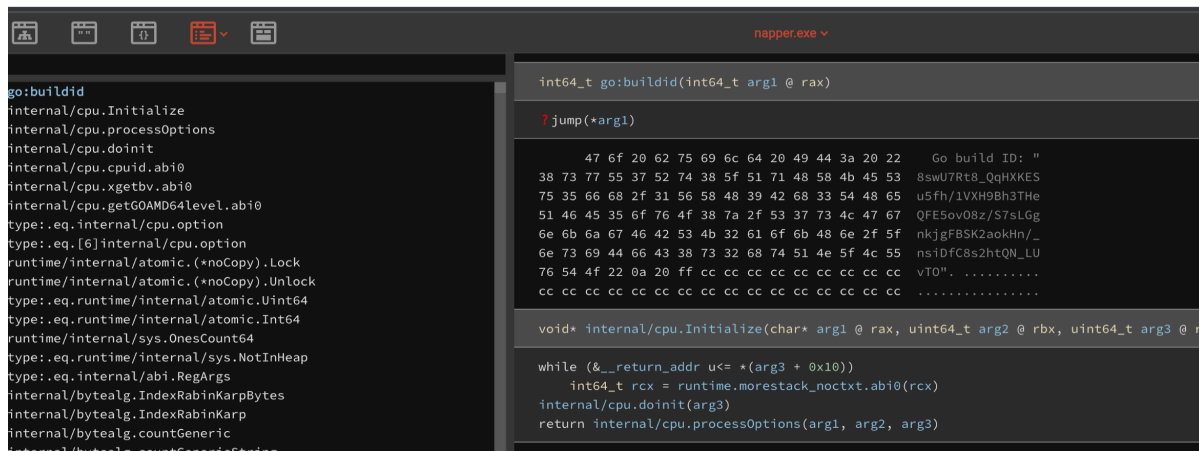 napper.exe
go:buildid
internal/cpu.Initialize
internal/cpu.processOptions
internal/cpu.doinit
internal/cpu.cpuid.abi0
internal/cpu.xgetbv.abi0
internal/cpu.getGOAMD64level.abi0
type:.eq.internal/cpu.option
type:.eq.[6]internal/cpu.option
runtime/internal/atomic.(*noCopy).Lock
runtime/internal/atomic.(*noCopy).Unlock
type:.eq.runtime/internal/atomic.Uint64
type:.eq.runtime/internal/atomic.Int64
runtime/internal/sys.OnesCount64
type:.eq.runtime/internal/sys.NotInHeap
type:.eq.internal/abi.RegArgs
internal/bytealg.IndexRabinKarpBytes
internal/bytealg.IndexRabinKarp
internal/bytealg.countGeneric
internal/bytealg.countGenericString
int64_t go:buildid(int64_t arg1 @ rax)
? jump(*arg1)
47 6f 20 62 75 69 6c 64 20 49 44 3a 20 22 Go build ID: "
38 73 77 55 37 52 74 38 5f 51 71 48 58 4b 45 53 8swU7Rt8_QqHXKES
75 35 66 68 2f 31 56 58 48 39 42 68 33 54 48 65 u5fh/1VXH9Bh3THe
51 46 45 35 6f 76 4f 38 7a 2f 53 37 73 4c 47 67 QFE5ovO8z/S7sLGg
6e 6b 6a 67 46 42 53 4b 32 61 6f 6b 48 6e 2f 5f nkjgFBSK2aokHn/_
6e 73 69 44 66 43 38 73 32 68 74 51 4e 5f 4c 55 nsiDfC8s2htQN_LU
76 54 4f 22 0a 20 ff cc cc cc cc cc cc cc cc cc vTO". ..........
cc cc cc cc cc cc cc cc cc cc cc cc cc cc cc cc ................
void* internal/cpu.Initialize(char* arg1 @ rax, uint64_t arg2 @ rbx, uint64_t arg3 @ r
while (&__return_addr u<= *(arg3 + 0x10))
int64_t rcx = runtime.morestack_noctxt.abi0(rcx)
internal/cpu.doinit(arg3)
return internal/cpu.processOptions(arg1, arg2, arg3)